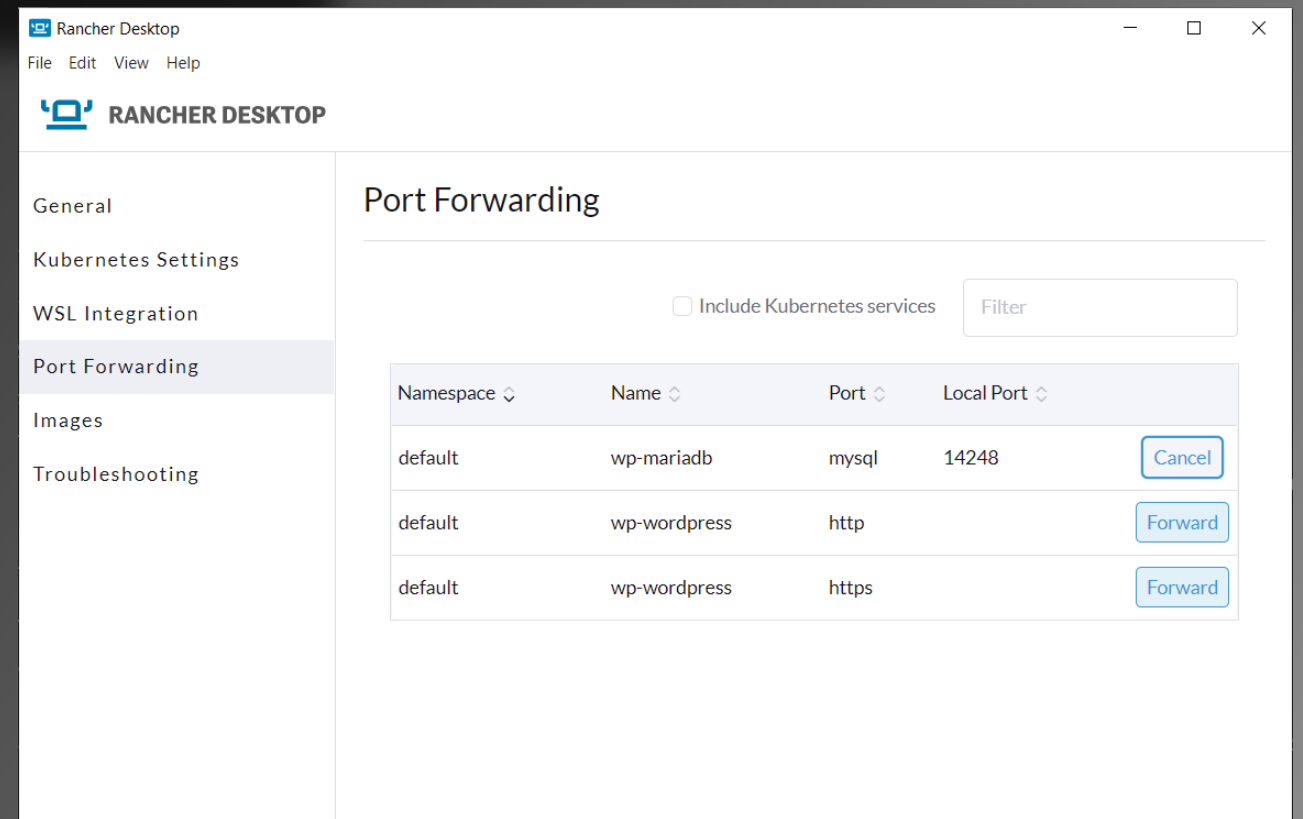 Rancher Desktop
File Edit View Help
RANCHER DESKTOP
General
Kubernetes Settings
WSL Integration
Port Forwarding
Images
Troubleshooting
Port Forwarding
Include Kubernetes services Filter
Namespace Name Port Local Port
default wp-mariadb mysql 14248 Cancel
default wp-wordpress http Forward
default wp-wordpress https Forward